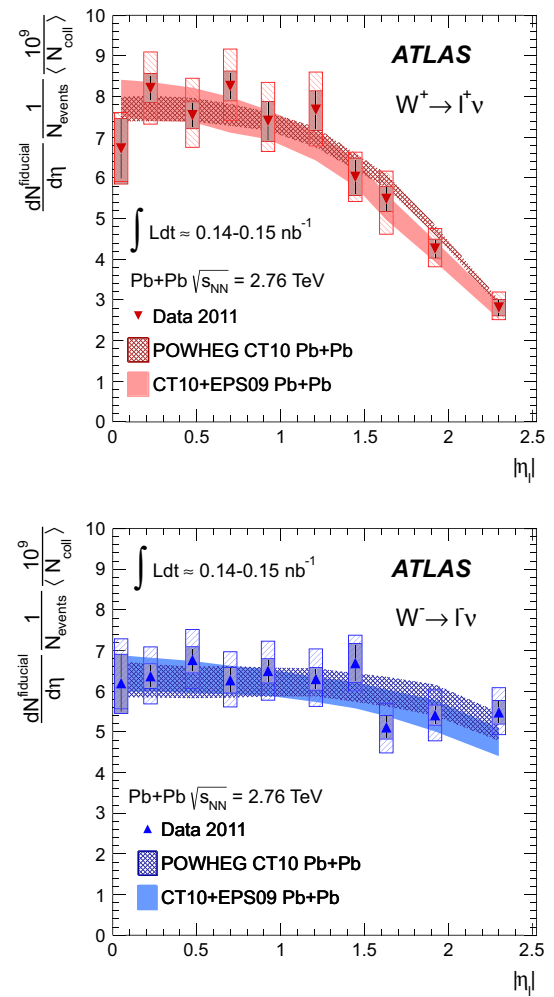 ATLAS
W⁺→ l⁺ν
dN^fiducial/dη 1/N_events 10⁹/⟨ N_coll ⟩
10
9
8
7
6
5
4
3
2
1
0
∫ Ldt ≈ 0.14-0.15 nb⁻¹
Pb+Pb √s_NN = 2.76 TeV
Data 2011
POWHEG CT10 Pb+Pb
CT10+EPS09 Pb+Pb
0 0.5 1 1.5 2 2.5
|η_l|
ATLAS
W⁻→ l⁻ν
dN^fiducial/dη 1/N_events 10⁹/⟨ N_coll ⟩
10
9
8
7
6
5
4
3
2
1
0
∫ Ldt ≈ 0.14-0.15 nb⁻¹
Pb+Pb √s_NN = 2.76 TeV
Data 2011
POWHEG CT10 Pb+Pb
CT10+EPS09 Pb+Pb
0 0.5 1 1.5 2 2.5
|η_l|